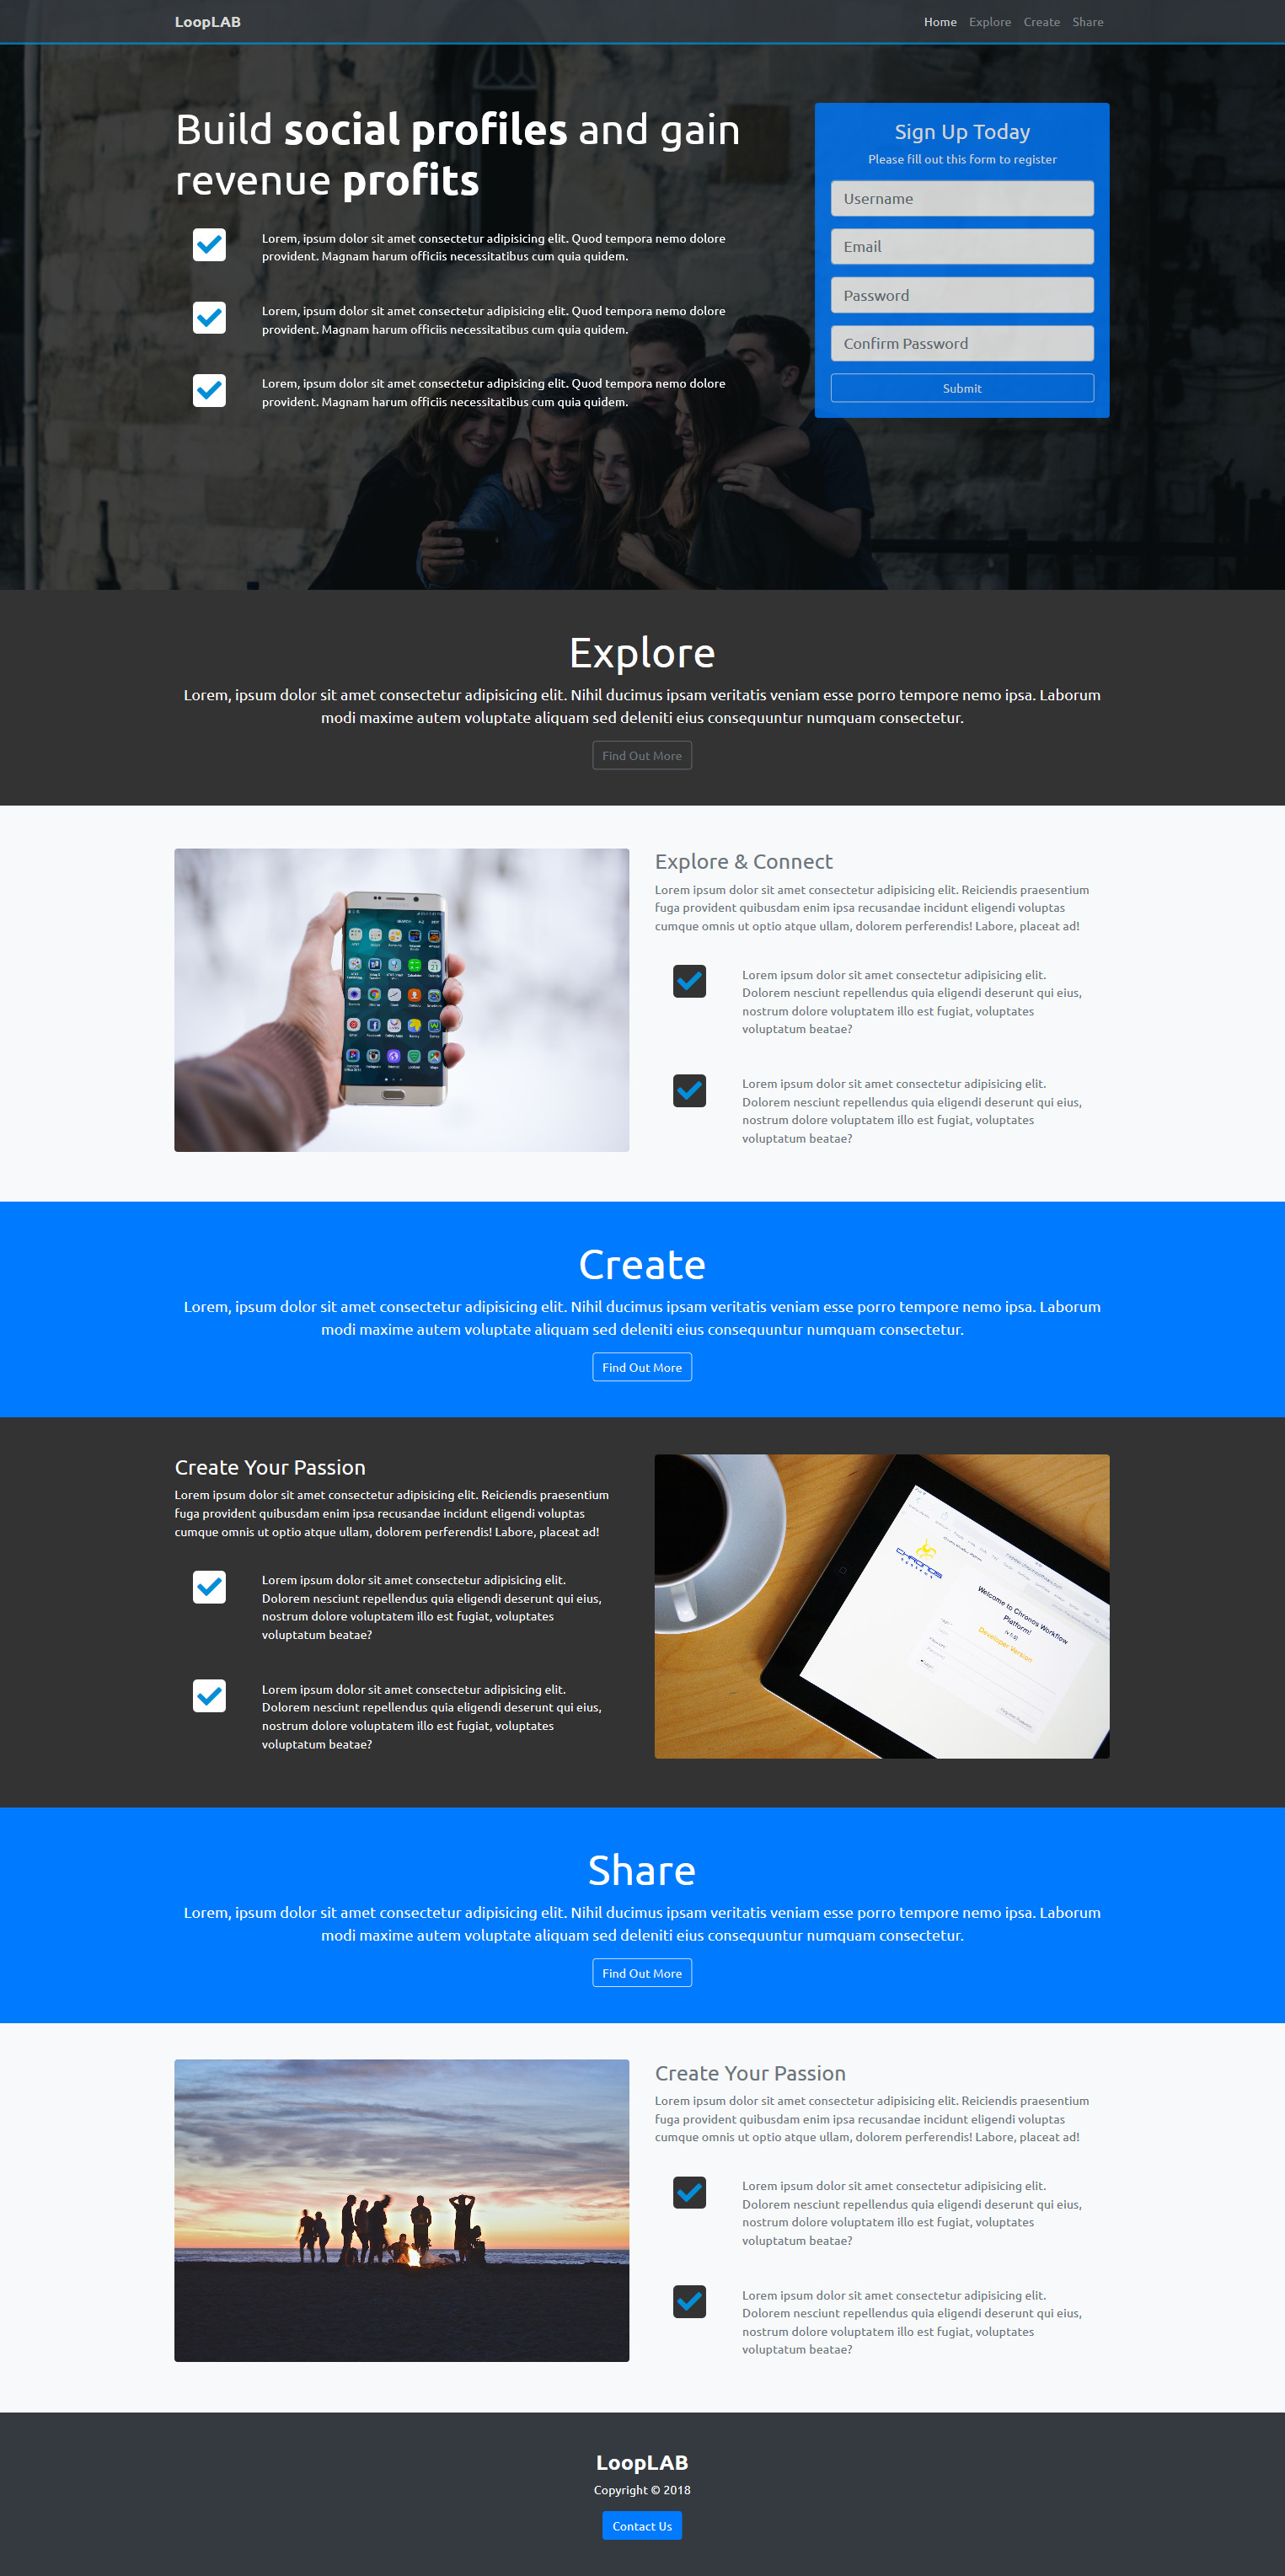 LoopLAB
Home Explore Create Share
Build social profiles and gain
revenue profits
Lorem, ipsum dolor sit amet consectetur adipisicing elit. Quod tempora nemo dolore
provident. Magnam harum officiis necessitatibus cum quia quidem.
Lorem, ipsum dolor sit amet consectetur adipisicing elit. Quod tempora nemo dolore
provident. Magnam harum officiis necessitatibus cum quia quidem.
Lorem, ipsum dolor sit amet consectetur adipisicing elit. Quod tempora nemo dolore
provident. Magnam harum officiis necessitatibus cum quia quidem.
Sign Up Today
Please fill out this form to register
Username
Email
Password
Confirm Password
Submit
Explore
Lorem, ipsum dolor sit amet consectetur adipisicing elit. Nihil ducimus ipsam veritatis veniam esse porro tempore nemo ipsa. Laborum
modi maxime autem voluptate aliquam sed deleniti eius consequuntur numquam consectetur.
Find Out More
Explore & Connect
Lorem ipsum dolor sit amet consectetur adipisicing elit. Reiciendis praesentium
fuga provident quibusdam enim ipsa recusandae incidunt eligendi voluptas
cumque omnis ut optio atque ullam, dolorem perferendis! Labore, placeat ad!
Lorem ipsum dolor sit amet consectetur adipisicing elit.
Dolorem nesciunt repellendus quia eligendi deserunt qui eius,
nostrum dolore voluptatem illo est fugiat, voluptates
voluptatum beatae?
Lorem ipsum dolor sit amet consectetur adipisicing elit.
Dolorem nesciunt repellendus quia eligendi deserunt qui eius,
nostrum dolore voluptatem illo est fugiat, voluptates
voluptatum beatae?
Create
Lorem, ipsum dolor sit amet consectetur adipisicing elit. Nihil ducimus ipsam veritatis veniam esse porro tempore nemo ipsa. Laborum
modi maxime autem voluptate aliquam sed deleniti eius consequuntur numquam consectetur.
Find Out More
Create Your Passion
Lorem ipsum dolor sit amet consectetur adipisicing elit. Reiciendis praesentium
fuga provident quibusdam enim ipsa recusandae incidunt eligendi voluptas
cumque omnis ut optio atque ullam, dolorem perferendis! Labore, placeat ad!
Lorem ipsum dolor sit amet consectetur adipisicing elit.
Dolorem nesciunt repellendus quia eligendi deserunt qui eius,
nostrum dolore voluptatem illo est fugiat, voluptates
voluptatum beatae?
Lorem ipsum dolor sit amet consectetur adipisicing elit.
Dolorem nesciunt repellendus quia eligendi deserunt qui eius,
nostrum dolore voluptatem illo est fugiat, voluptates
voluptatum beatae?
CHRONOS
Welcome to Chronos Workflow
Platform!
Developer Version
Share
Lorem, ipsum dolor sit amet consectetur adipisicing elit. Nihil ducimus ipsam veritatis veniam esse porro tempore nemo ipsa. Laborum
modi maxime autem voluptate aliquam sed deleniti eius consequuntur numquam consectetur.
Find Out More
Create Your Passion
Lorem ipsum dolor sit amet consectetur adipisicing elit. Reiciendis praesentium
fuga provident quibusdam enim ipsa recusandae incidunt eligendi voluptas
cumque omnis ut optio atque ullam, dolorem perferendis! Labore, placeat ad!
Lorem ipsum dolor sit amet consectetur adipisicing elit.
Dolorem nesciunt repellendus quia eligendi deserunt qui eius,
nostrum dolore voluptatem illo est fugiat, voluptates
voluptatum beatae?
Lorem ipsum dolor sit amet consectetur adipisicing elit.
Dolorem nesciunt repellendus quia eligendi deserunt qui eius,
nostrum dolore voluptatem illo est fugiat, voluptates
voluptatum beatae?
LoopLAB
Copyright © 2018
Contact Us